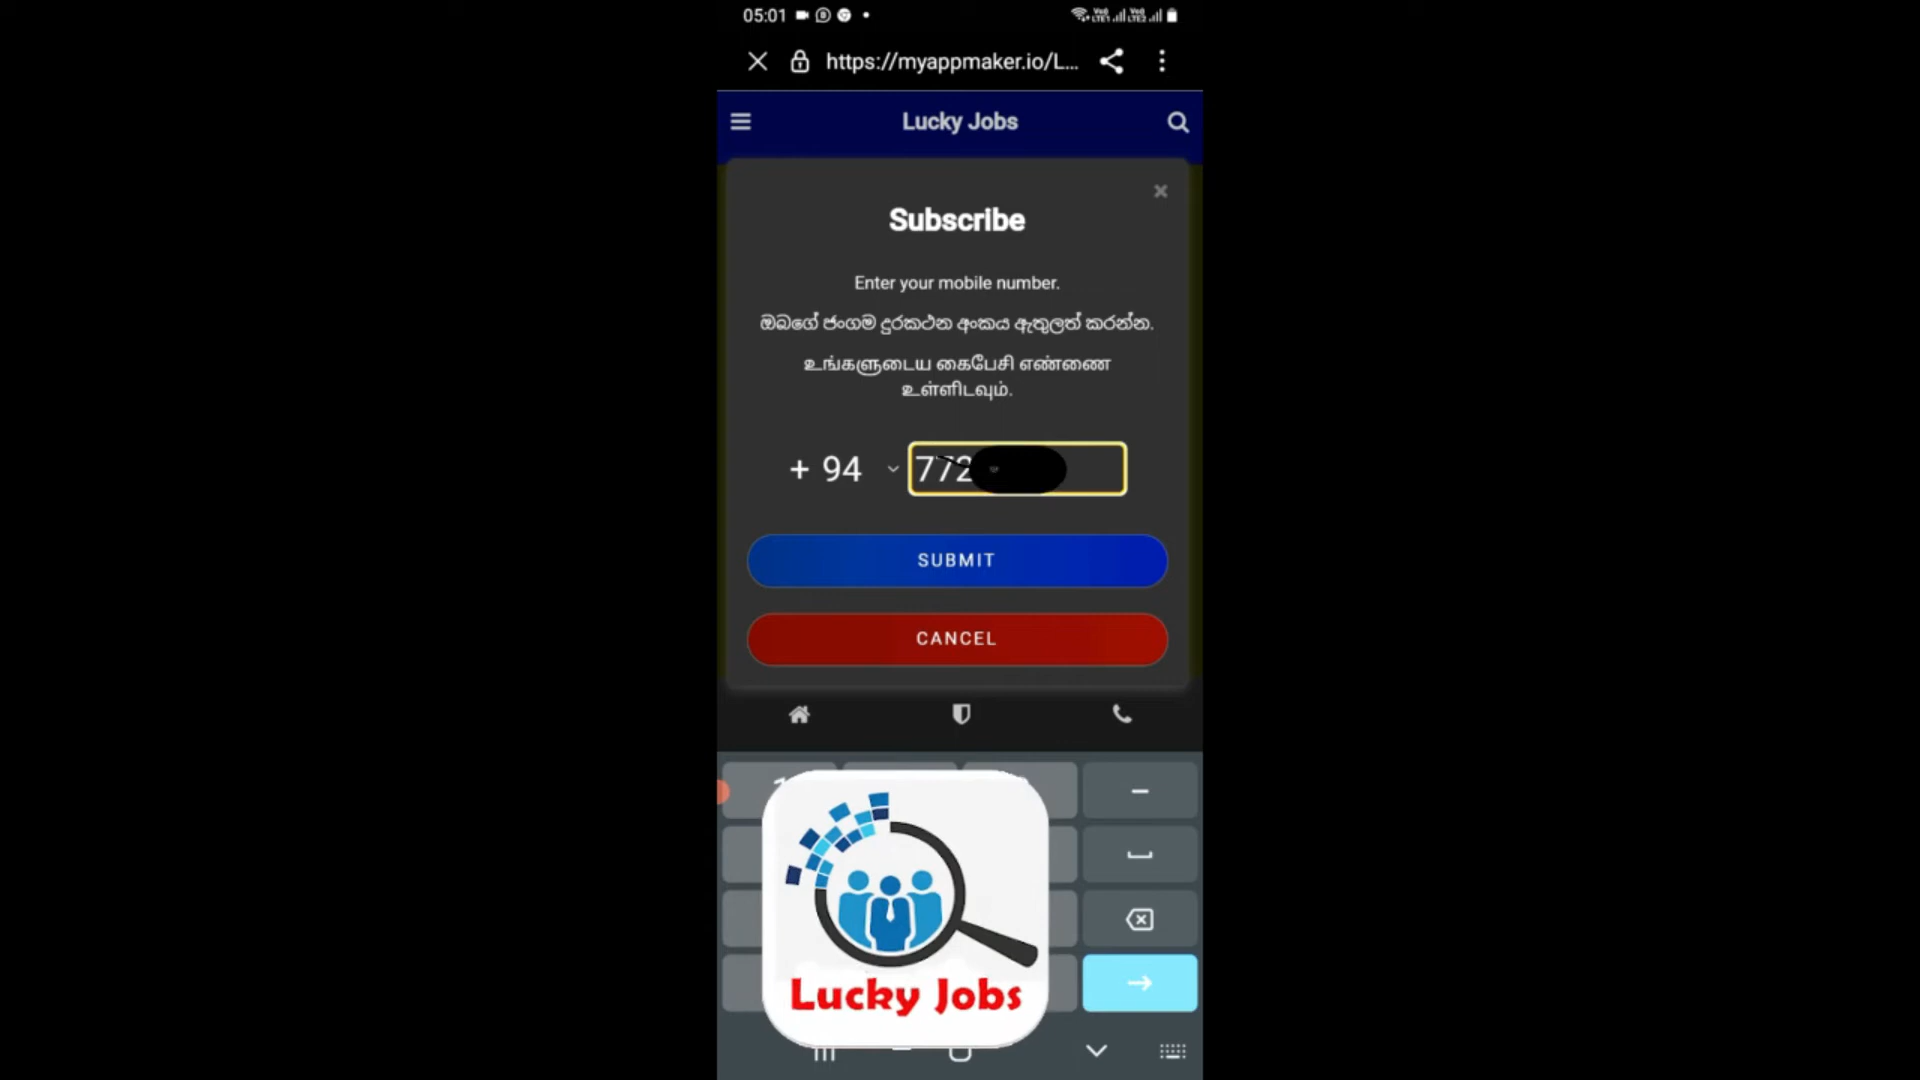 05:01
https://myappmaker.io/L...
Lucky Jobs
Subscribe
Enter your mobile number.
ඔබගේ ජංගම දුරකථන අංකය ඇතුලත් කරන්න.
உங்களுடைய கைபேசி எண்ணை
உள்ளிடவும்.
+ 94 772
SUBMIT
CANCEL
Lucky Jobs